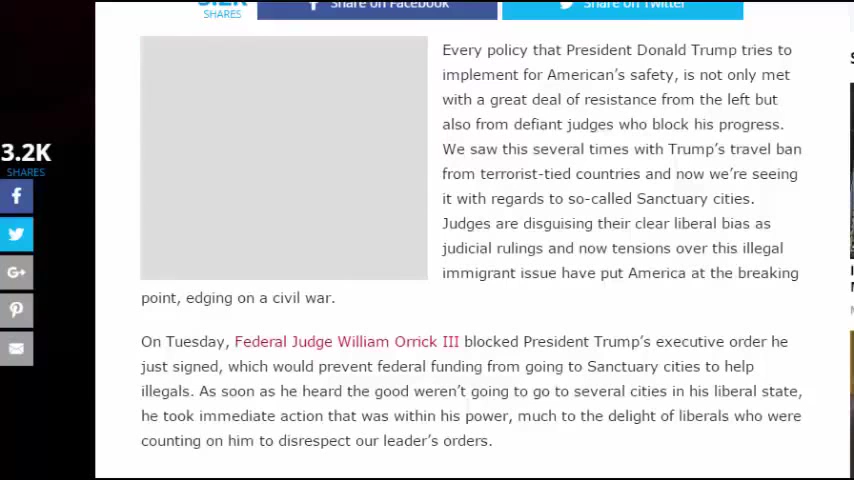 3.2K
SHARES
Share on Facebook
Share on Twitter
3.2K
SHARES
Every policy that President Donald Trump tries to
implement for American's safety, is not only met
with a great deal of resistance from the left but
also from defiant judges who block his progress.
We saw this several times with Trump's travel ban
from terrorist-tied countries and now we're seeing
it with regards to so-called Sanctuary cities.
Judges are disguising their clear liberal bias as
judicial rulings and now tensions over this illegal
immigrant issue have put America at the breaking
point, edging on a civil war.
On Tuesday, Federal Judge William Orrick III blocked President Trump's executive order he
just signed, which would prevent federal funding from going to Sanctuary cities to help
illegals. As soon as he heard the good weren't going to go to several cities in his liberal state,
he took immediate action that was within his power, much to the delight of liberals who were
counting on him to disrespect our leader's orders.